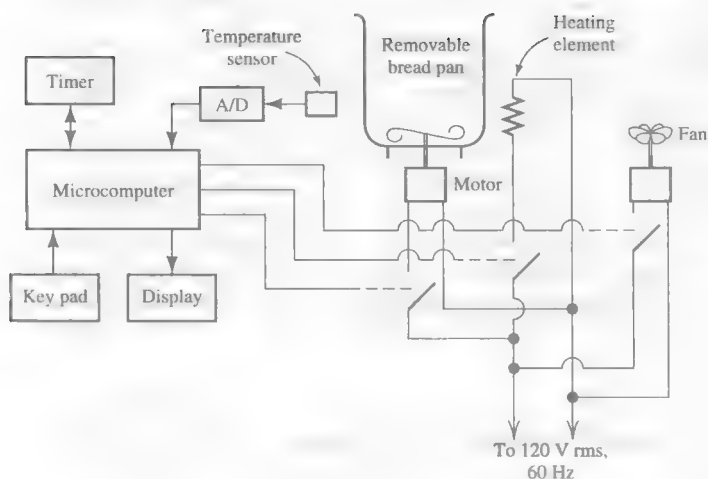 Temperature
sensor
Removable
bread pan
Heating
element
Timer
A/D
Fan
Microcomputer
Motor
Key pad
Display
To 120 V rms,
60 Hz